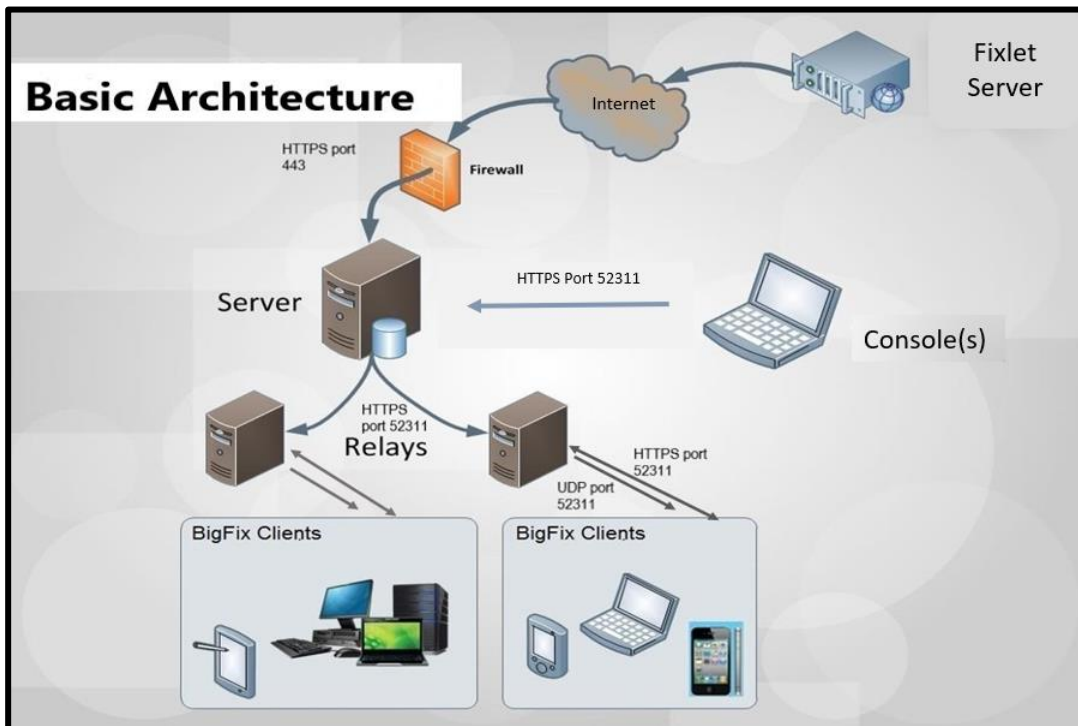 Fixlet
Server
Internet
Basic Architecture
HTTPS port
443
Firewall
HTTPS Port 52311
Server
Console(s)
HTTPS
port 52311
Relays
HTTPS port
52311
UDP port
52311
BigFix Clients
BigFix Clients